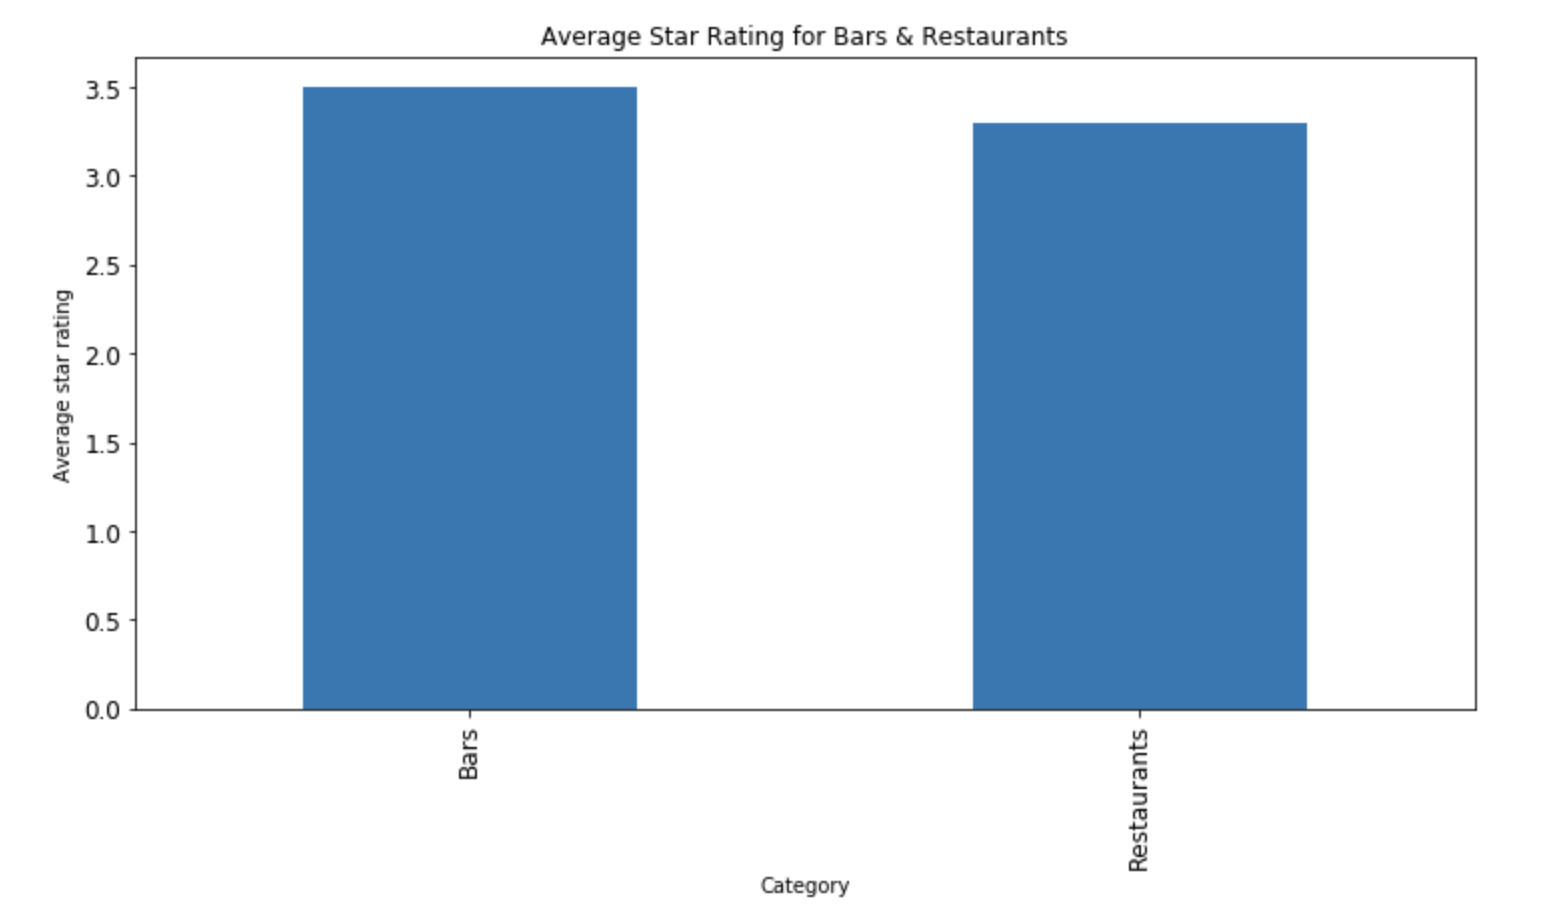 Average Star Rating for Bars & Restaurants
3.5
3.0
2.5
2.0
1.5
1.0
0.5
0.0
Average star rating
Bars
Restaurants
Category